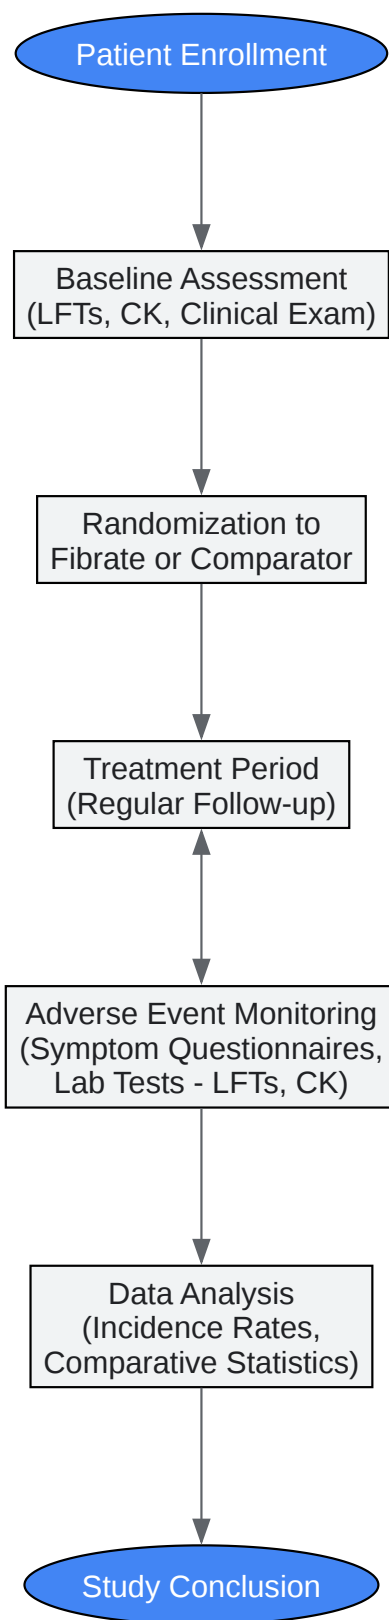 Patient Enrollment
Baseline Assessment
(LFTs, CK, Clinical Exam)
Randomization to
Fibrate or Comparator
Treatment Period
(Regular Follow-up)
Adverse Event Monitoring
(Symptom Questionnaires,
Lab Tests - LFTs, CK)
Data Analysis
(Incidence Rates,
Comparative Statistics)
Study Conclusion